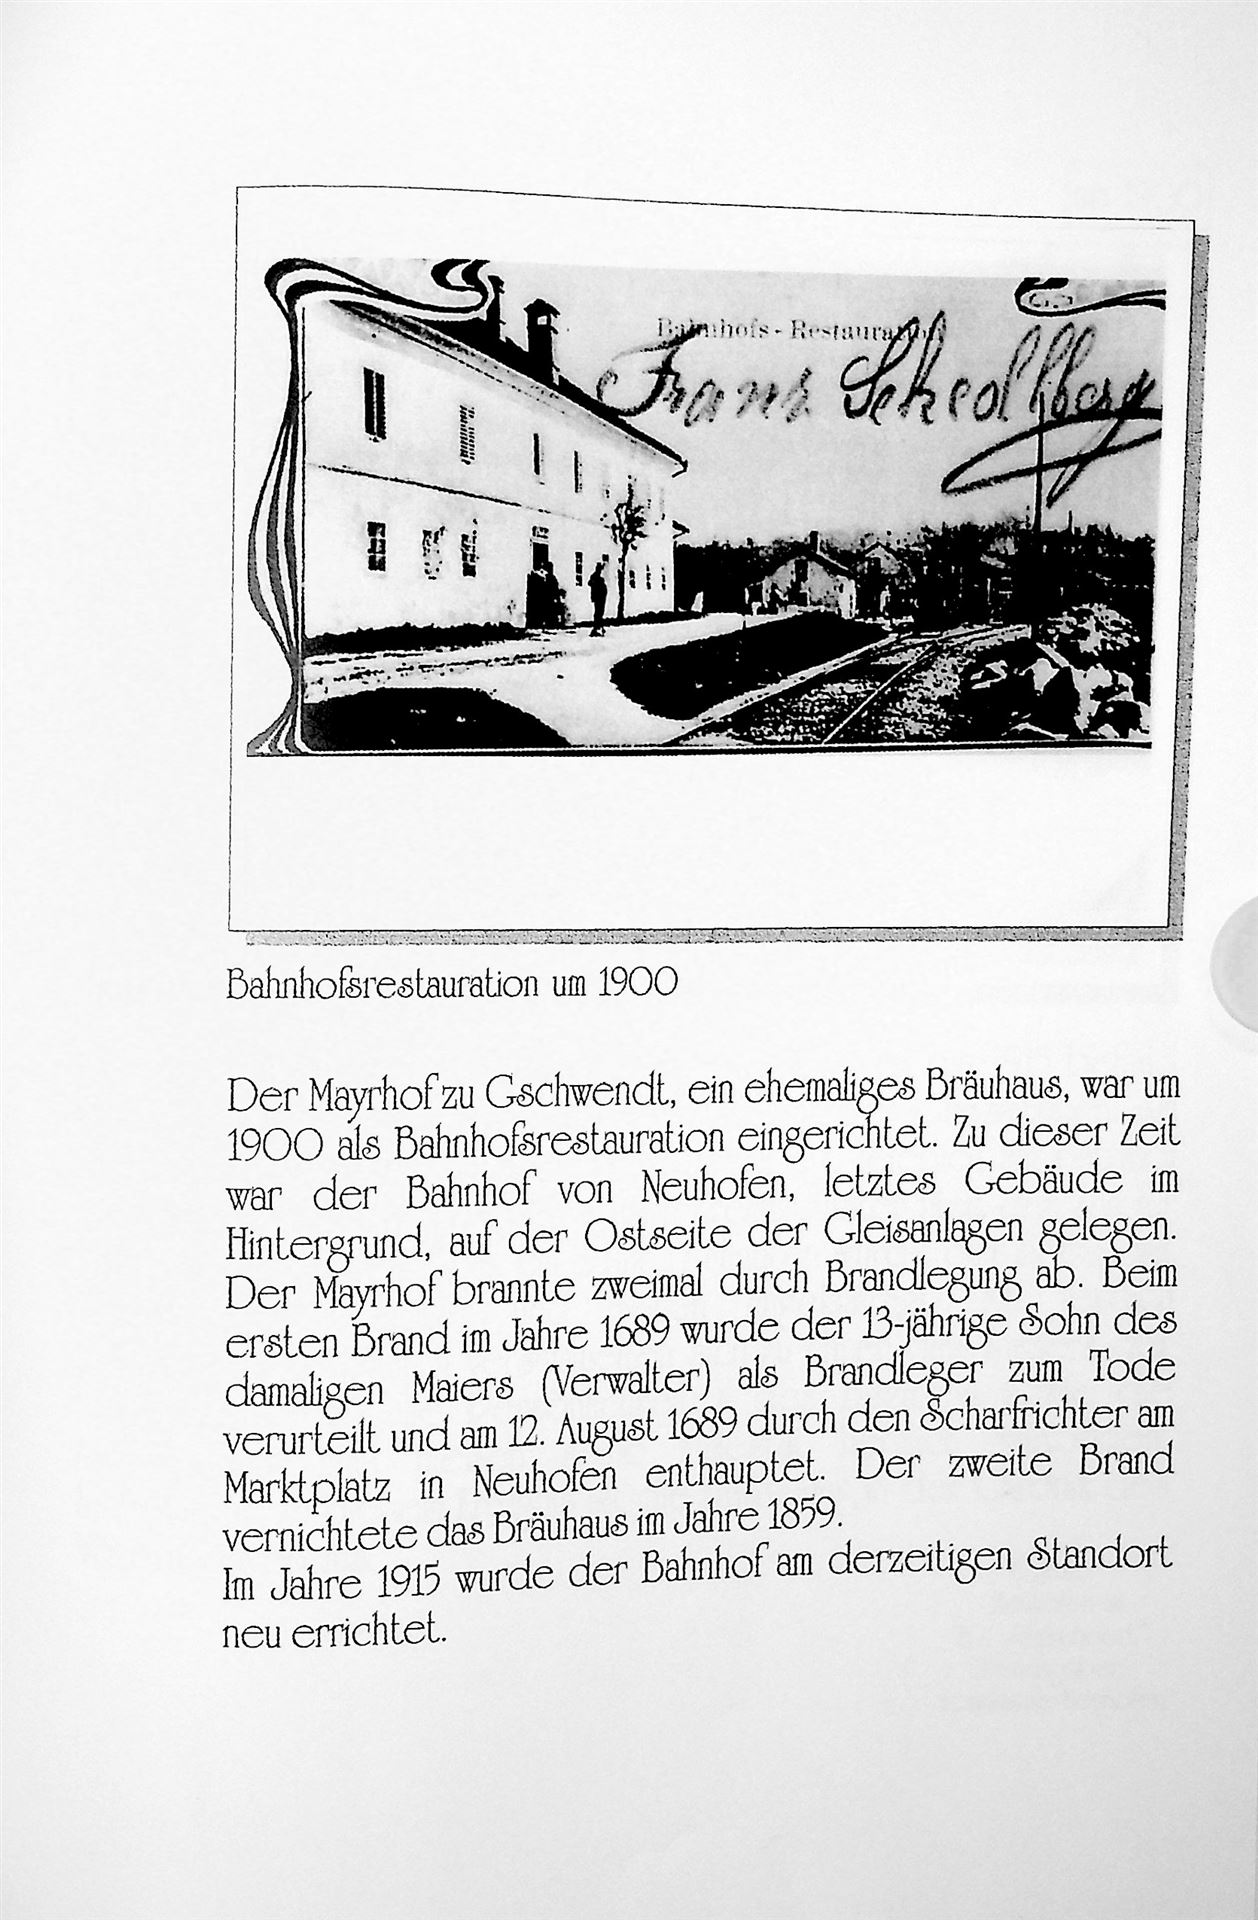 Bahnhofs-Restauration
Franz Schedlberg
Bahnhofsrestauration um 1900
Der Mayrhof zu Gschwendt, ein ehemaliges Bräuhaus, war um
1900 als Bahnhofsrestauration eingerichtet. Zu dieser Zeit
war der Bahnhof von Neuhofen, letztes Gebäude im
Hintergrund, auf der Ostseite der Gleisanlagen gelegen.
Der Mayrhof brannte zweimal durch Brandlegung ab. Beim
ersten Brand im Jahre 1689 wurde der 13-jährige Sohn des
damaligen Maiers (Verwalter) als Brandleger zum Tode
verurteilt und am 12. August 1689 durch den Scharfrichter am
Marktplatz in Neuhofen enthauptet. Der zweite Brand
vernichtete das Bräuhaus im Jahre 1859.
Im Jahre 1915 wurde der Bahnhof am derzeitigen Standort
neu errichtet.